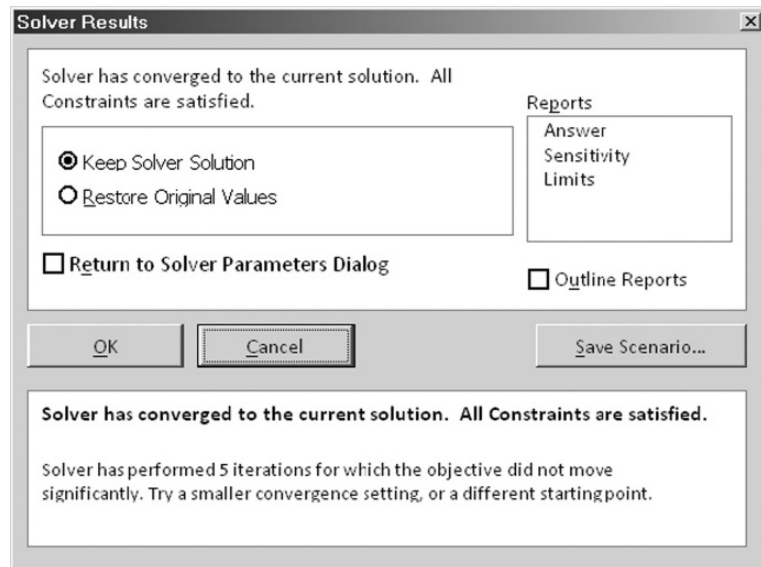 Solver Results
Solver has converged to the current solution. All
Constraints are satisfied.
Reports
Answer
Sensitivity
Limits
Keep Solver Solution
Restore Original Values
Return to Solver Parameters Dialog
Outline Reports
OK
Cancel
Save Scenario...
Solver has converged to the current solution. All Constraints are satisfied.
Solver has performed 5 iterations for which the objective did not move
significantly. Try a smaller convergence setting, or a different starting point.